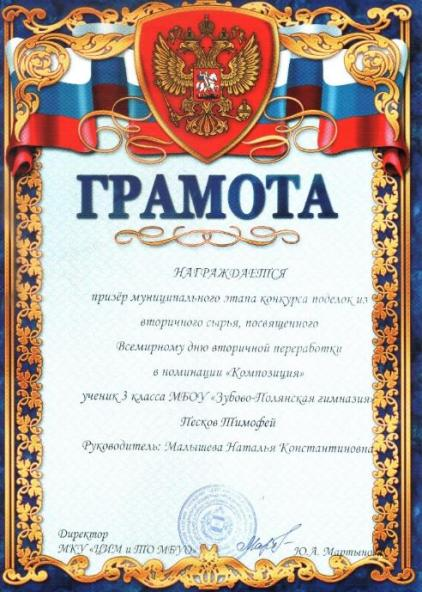 ГРАМОТА
НАГРАЖДАЕТСЯ
призёр муниципального этапа конкурса поделок из
вторичного сырья, посвященного
Всемирному дню вторичной переработки
в номинации «Композиция»
ученик 3 класса МБОУ «Зубово-Полянская гимназия»
Песков Тимофей
Руководитель: Малышева Наталья Константиновна
Директор
МКУ «ЦИМ и ТО МБУО» Ю.А. Мартынов